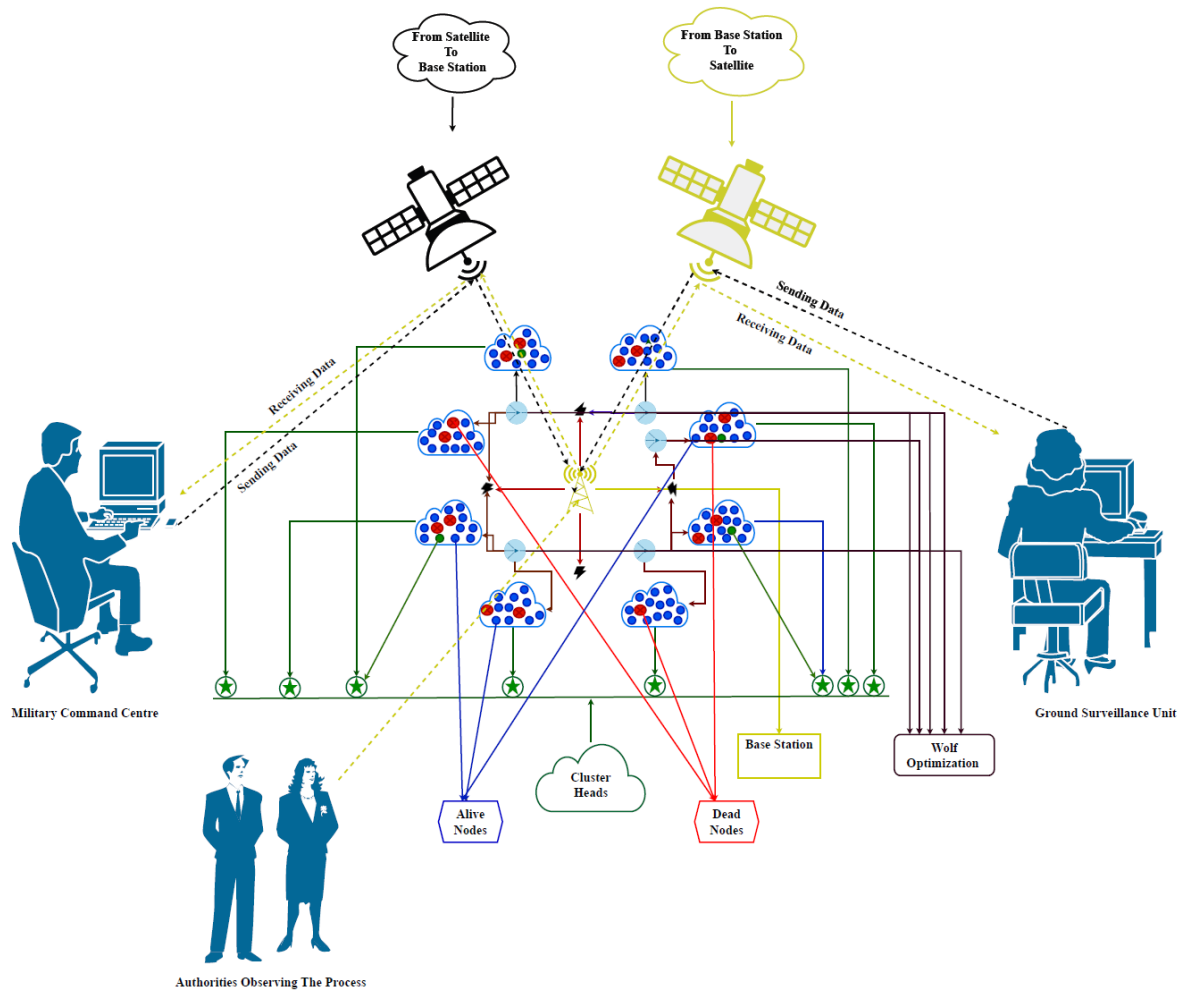 From Satellite
To
Base Station
From Base Station
To
Satellite
Sending Data
Receiving Data
Receiving Data
Sending Data
Military Command Centre
Ground Surveillance Unit
Base Station
Wolf
Optimization
Cluster
Heads
Alive
Nodes
Dead
Nodes
Authorities Observing The Process